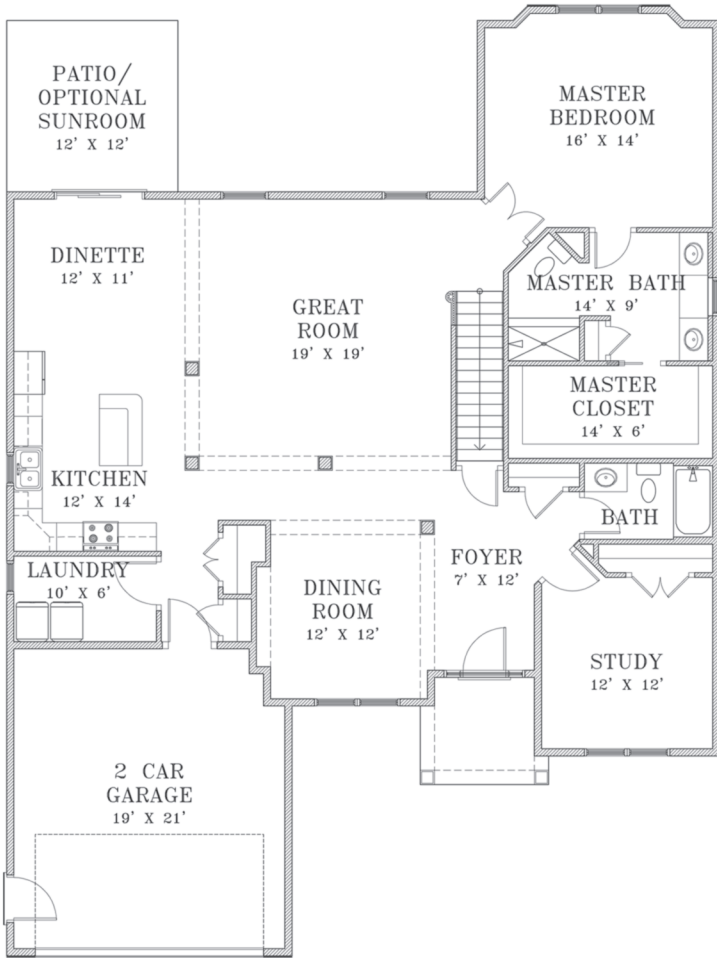 PATIO/
OPTIONAL
SUNROOM
12' X 12'
MASTER
BEDROOM
16' X 14'
DINETTE
12' X 11'
GREAT
ROOM
19' X 19'
MASTER BATH
14' X 9'
MASTER
CLOSET
14' X 6'
KITCHEN
12' X 14'
BATH
LAUNDRY
10' X 6'
DINING
ROOM
12' X 12'
FOYER
7' X 12'
STUDY
12' X 12'
2 CAR
GARAGE
19' X 21'